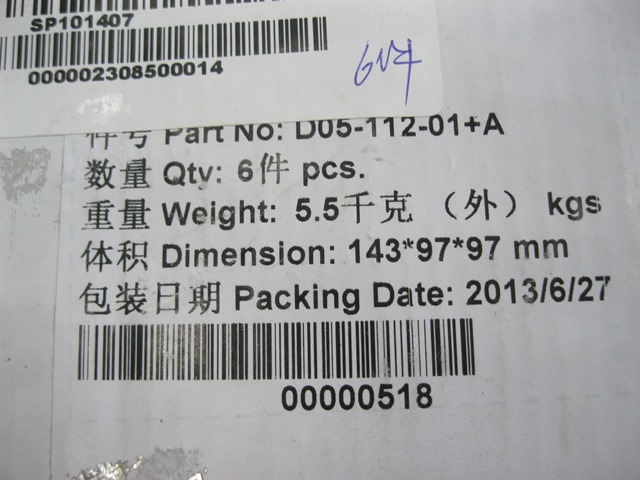 SP101407
000002308500014
6件
件号 Part No: D05-112-01+A
数量 Qty: 6件 pcs.
重量 Weight: 5.5千克 （外） kgs
体积 Dimension: 143*97*97 mm
包装日期 Packing Date: 2013/6/27
00000518